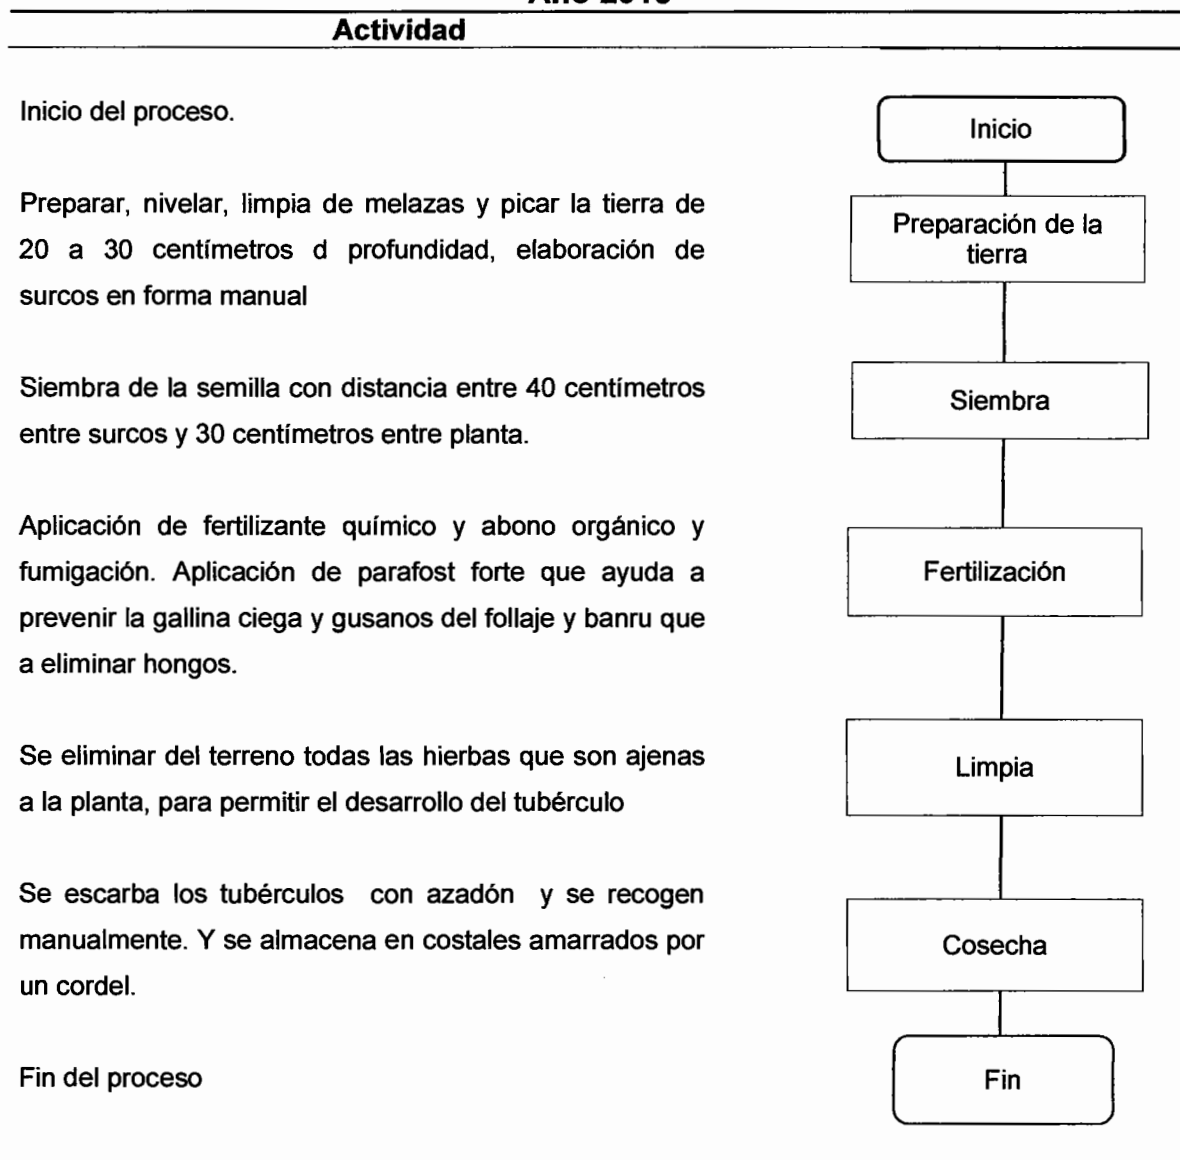 Actividad
Inicio del proceso.
Inicio
Preparar, nivelar, limpia de melazas y picar la tierra de
20 a 30 centímetros d profundidad, elaboración de
surcos en forma manual
Preparación de la
tierra
Siembra de la semilla con distancia entre 40 centímetros
entre surcos y 30 centímetros entre planta.
Siembra
Aplicación de fertilizante químico y abono orgánico y
fumigación. Aplicación de parafost forte que ayuda a
prevenir la gallina ciega y gusanos del follaje y banru que
a eliminar hongos.
Fertilización
Se eliminar del terreno todas las hierbas que son ajenas
a la planta, para permitir el desarrollo del tubérculo
Limpia
Se escarba los tubérculos con azadón y se recogen
manualmente. Y se almacena en costales amarrados por
un cordel.
Cosecha
Fin del proceso
Fin